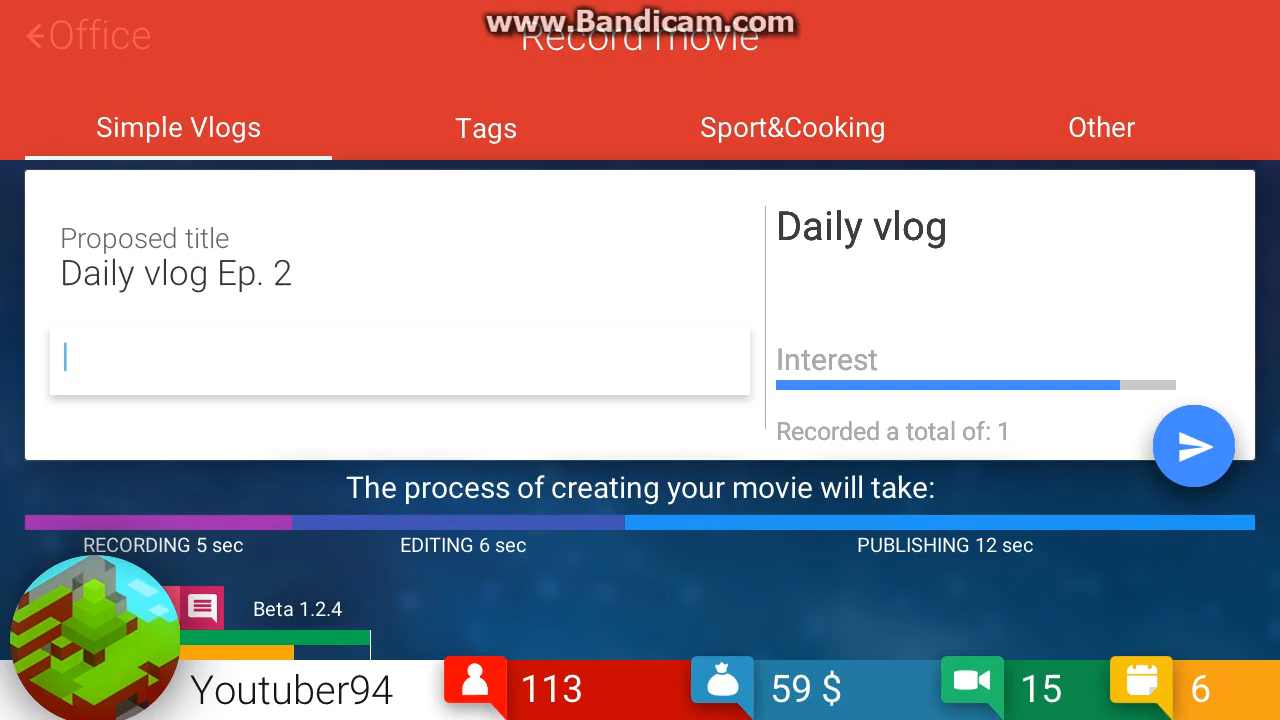 www.Bandicam.com
Office
Record movie
Simple Vlogs
Tags
Sport&Cooking
Other
Proposed title
Daily vlog Ep. 2
Daily vlog
Interest
Recorded a total of: 1
The process of creating your movie will take:
RECORDING 5 sec
EDITING 6 sec
PUBLISHING 12 sec
Beta 1.2.4
Youtuber94
113
59 $
15
6